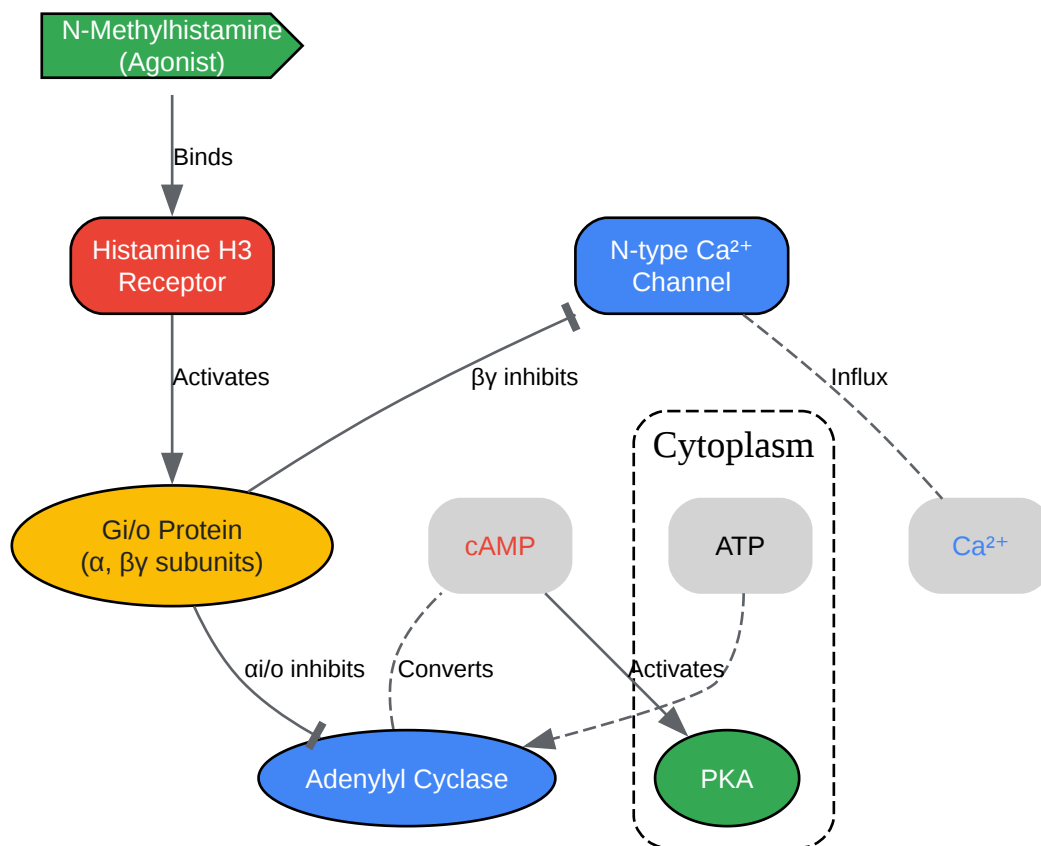 N-Methylhistamine
(Agonist)
Binds
Histamine H3
Receptor
N-type Ca²⁺
Channel
Activates
βγ inhibits
Influx
Cytoplasm
Gi/o Protein
(α, βγ subunits)
cAMP
ATP
Ca²⁺
αi/o inhibits
Converts
Activates
Adenylyl Cyclase
PKA